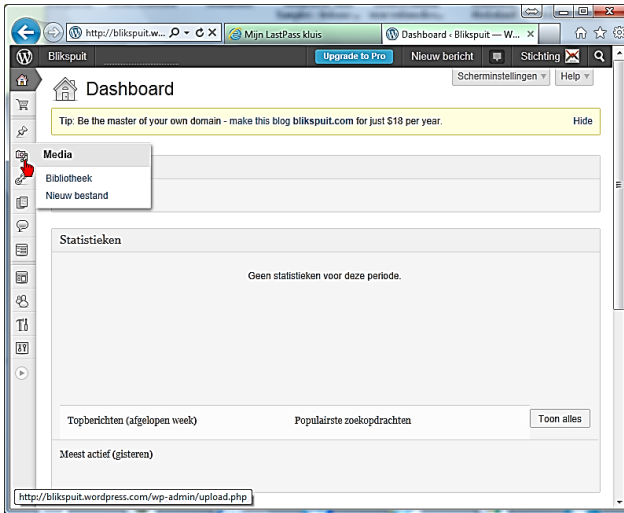 http://blikspuit.w...
Mijn LastPass kluis
Dashboard ‹ Blikspuit — W...
Blikspuit
Upgrade to Pro
Nieuw bericht
Stichting
Scherminstellingen
Help
Dashboard
Tip: Be the master of your own domain - make this blog blikspuit.com for just $18 per year.
Hide
Media
Bibliotheek
Nieuw bestand
Statistieken
Geen statistieken voor deze periode.
Topberichten (afgelopen week)
Populairste zoekopdrachten
Toon alles
Meest actief (gisteren)
http://blikspuit.wordpress.com/wp-admin/upload.php